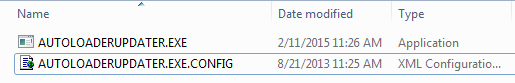 Name Date modified Type
AUTOLOADERUPDATER.EXE 2/11/2015 11:26 AM Application
AUTOLOADERUPDATER.EXE.CONFIG 8/21/2013 11:25 AM XML Configuratio...